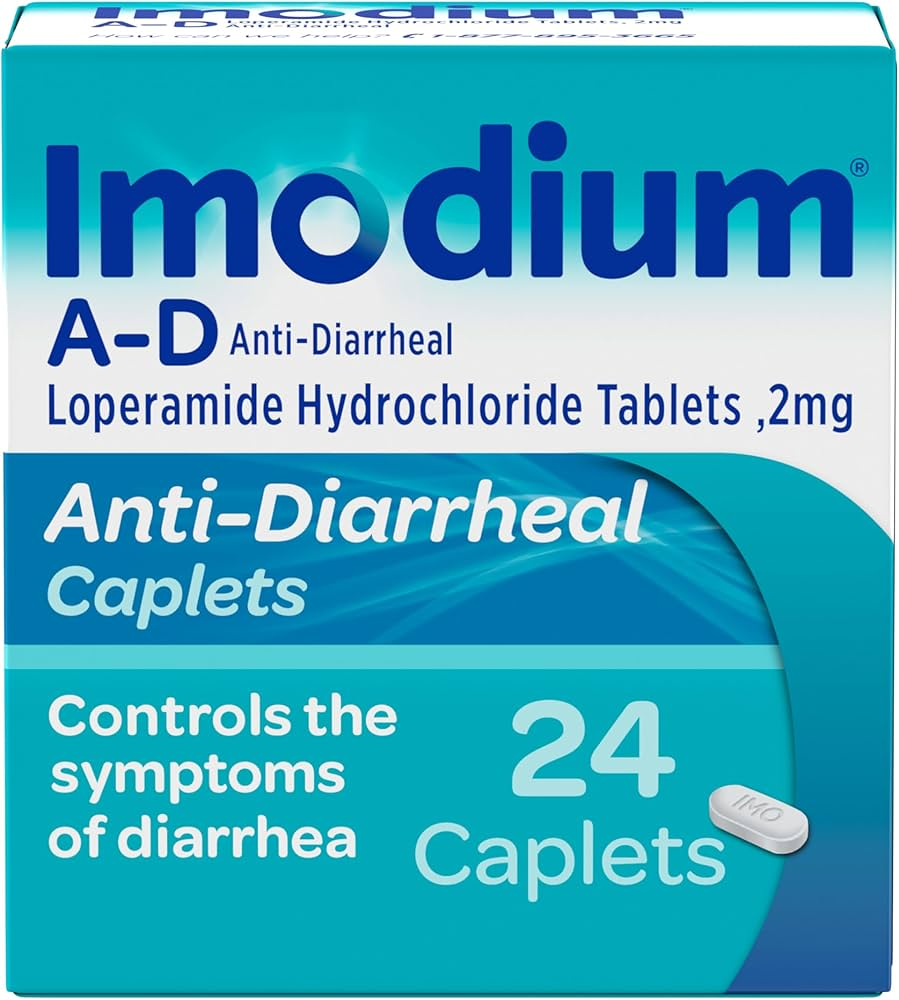 Imodium
A-D Loperamide Hydrochloride Tablets, 2mg
Anti-Diarrheal
How can we help? 1-877-895-3665
Imodium®
A-D Anti-Diarrheal
Loperamide Hydrochloride Tablets ,2mg
Anti-Diarrheal
Caplets
Controls the
symptoms
of diarrhea
24
Caplets
IMO